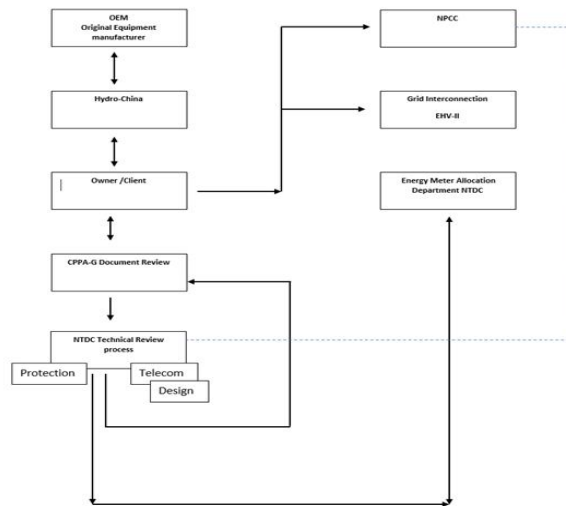 OEM
Original Equipment
manufacturer
NPCC
Hydro-China
Grid Interconnection
EHV-II
Owner /Client
Energy Meter Allocation
Department NTDC
CPPA-G Document Review
NTDC Technical Review
process
Protection
Telecom
Design